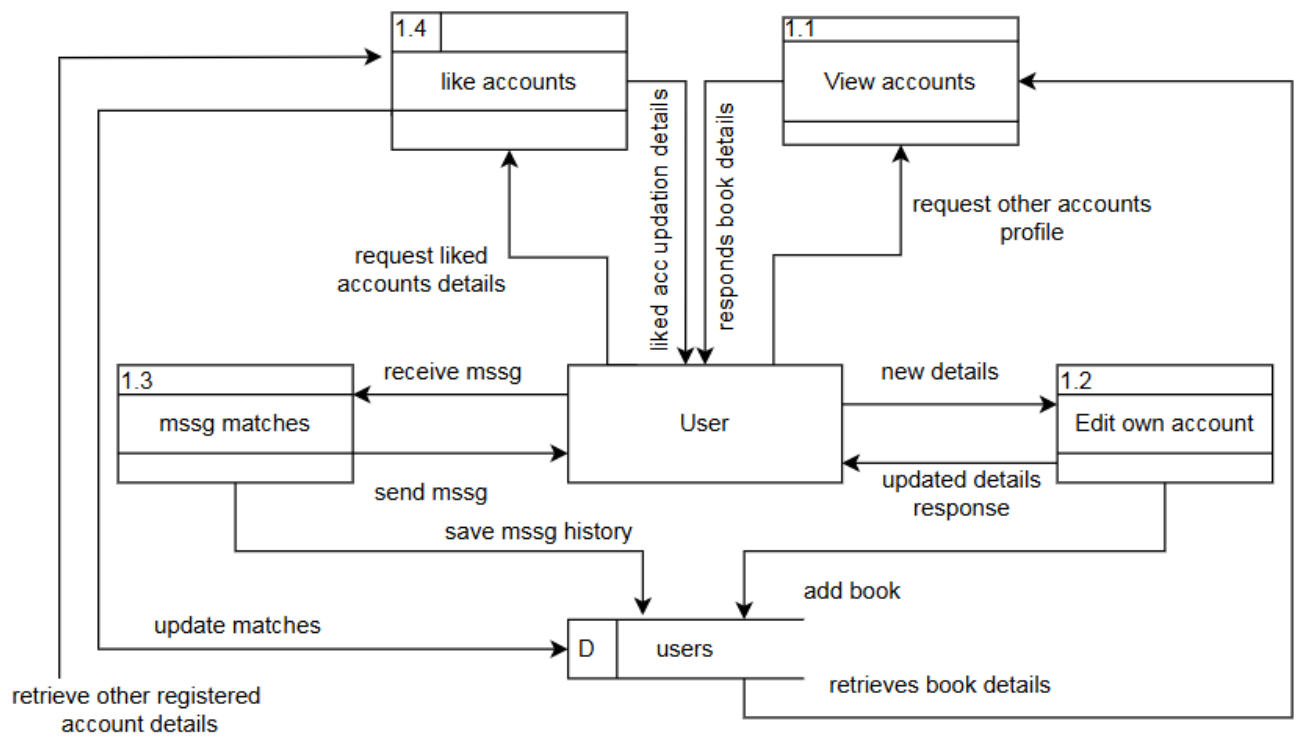 1.4
like accounts
1.1
View accounts
liked acc updation details
responds book details
request other accounts
profile
request liked
accounts details
1.3
mssg matches
receive mssg
send mssg
User
new details
1.2
Edit own account
updated details
response
save mssg history
add book
update matches
D
users
retrieves book details
retrieve other registered
account details